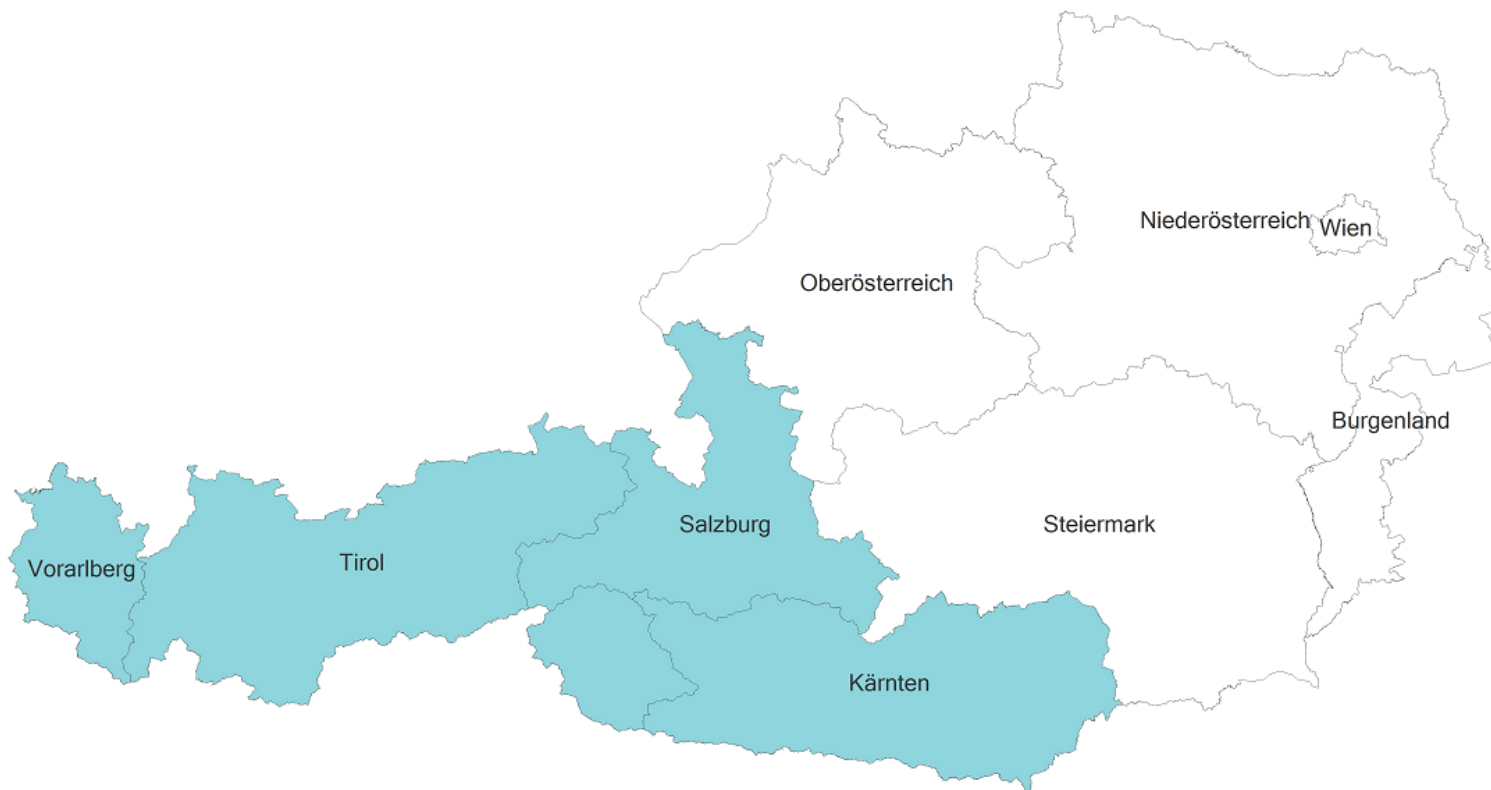 Niederösterreich
Wien
Oberösterreich
Burgenland
Salzburg
Steiermark
Tirol
Vorarlberg
Kärnten